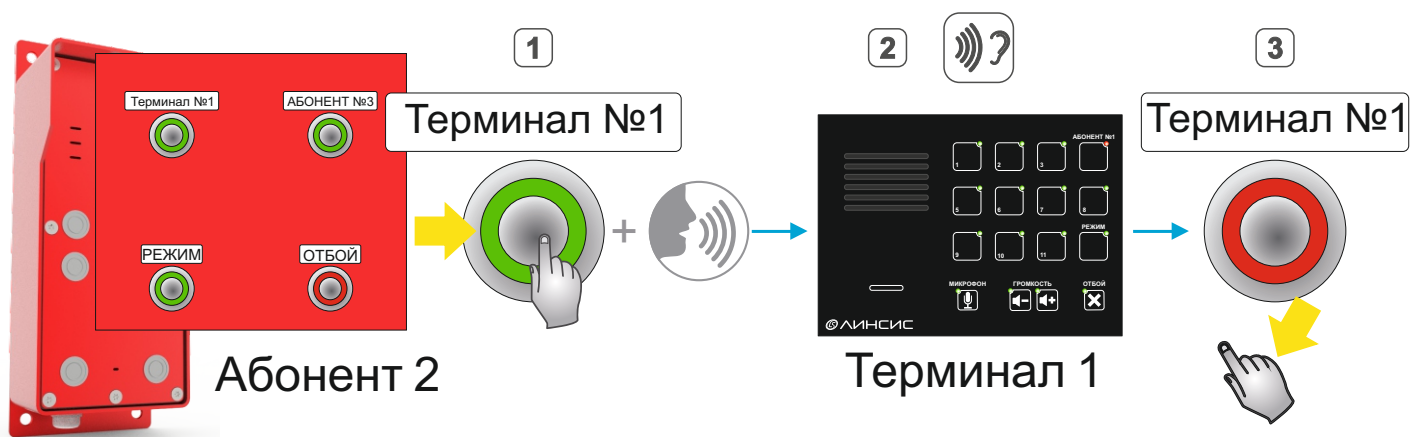 1
2
3
Терминал №1
АБОНЕНТ №3
РЕЖИМ
ОТБОЙ
Абонент 2
Терминал №1
АБОНЕНТ №1
1
2
3
5
6
7
8
РЕЖИМ
9
10
11
МИКРОФОН
ГРОМКОСТЬ
ОТБОЙ
ЛИНСИС
Терминал 1
Терминал №1